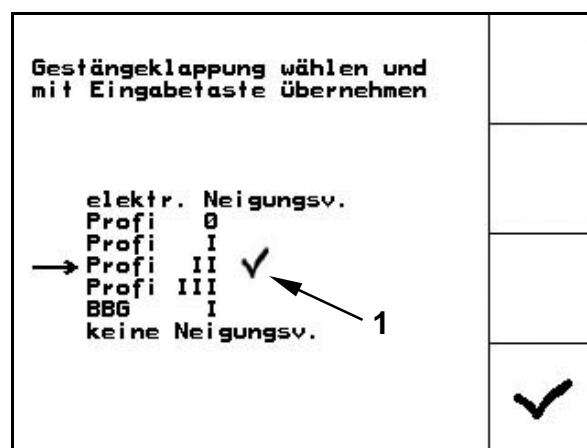 Gestängeklappung wählen und
mit Eingabetaste übernehmen
elektr. Neigungsv.
Profi 0
Profi I
Profi II
Profi III
BBG I
keine Neigungsv.
1